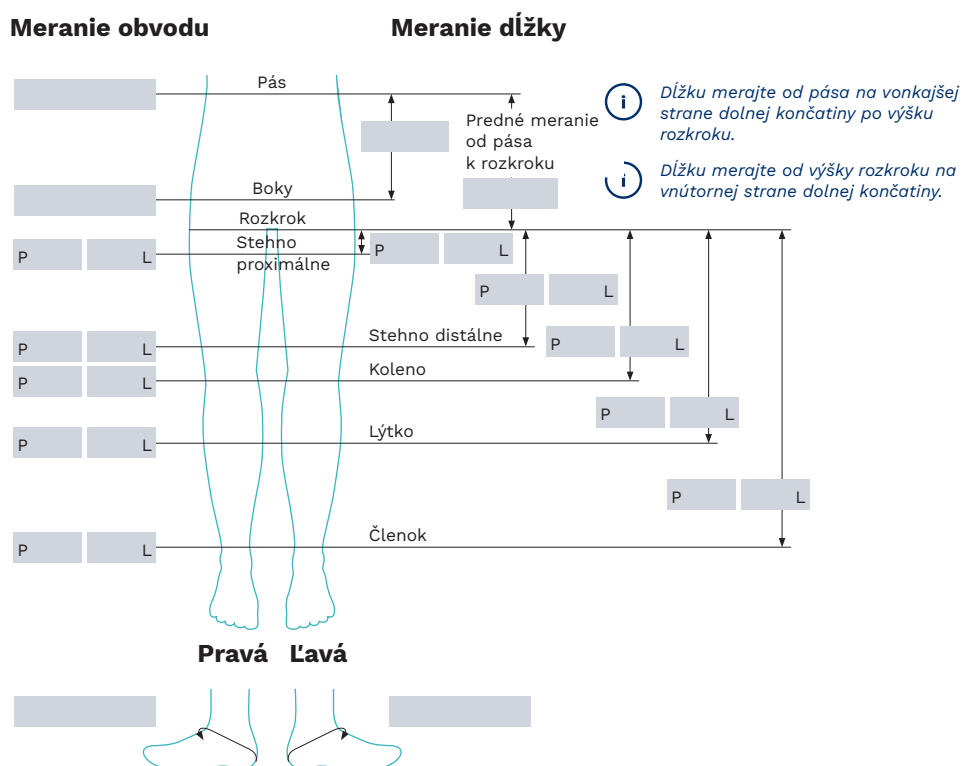 Meranie obvodu
Meranie dĺžky
Pás
Predné meranie
od pása
k rozkroku
i
Dĺžku merajte od pása na vonkajšej
strane dolnej končatiny po výšku
rozkroku.
i
Dĺžku merajte od výšky rozkroku na
vnútornej strane dolnej končatiny.
Boky
Rozkrok
P L
Stehno
proximálne
P L
P L
P L
Stehno distálne
P L
P L
Koleno
P L
P L
Lýtko
P L
P L
Členok
Pravá Ľavá